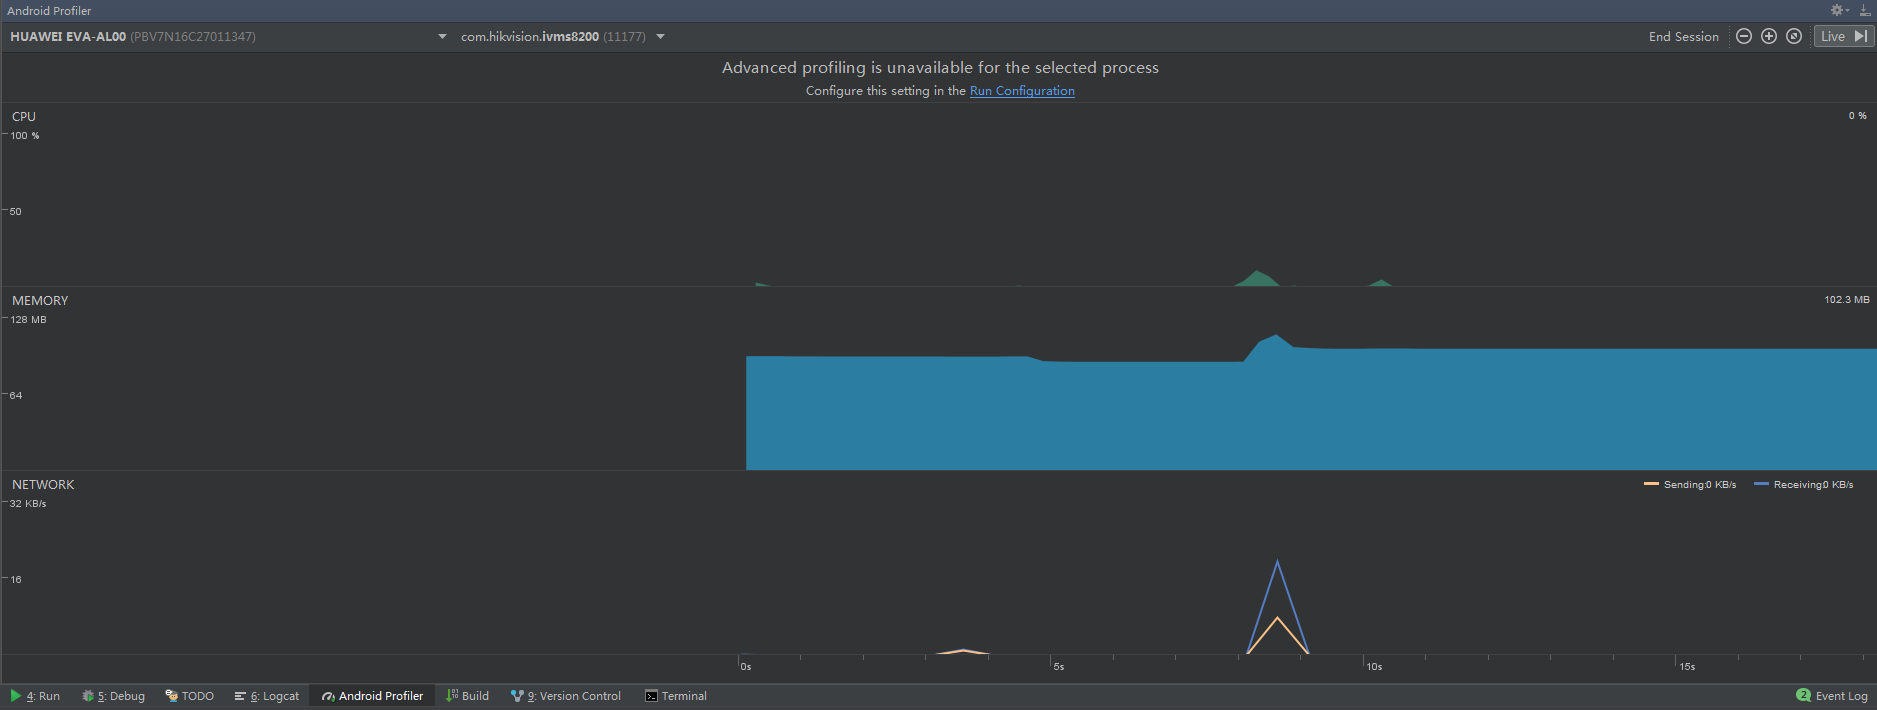 Android Profiler
HUAWEI EVA-AL00 (PBV7N16C27011347) com.hikvision.ivms8200 (11177) End Session Live
Advanced profiling is unavailable for the selected process
Configure this setting in the Run Configuration
CPU 0 %
100 %
50
MEMORY 102.3 MB
128 MB
64
NETWORK Sending:0 KB/s Receiving:0 KB/s
32 KB/s
16
0s 5s 10s 15s
4: Run 5: Debug TODO 6: Logcat Android Profiler Build 9: Version Control Terminal 2 Event Log